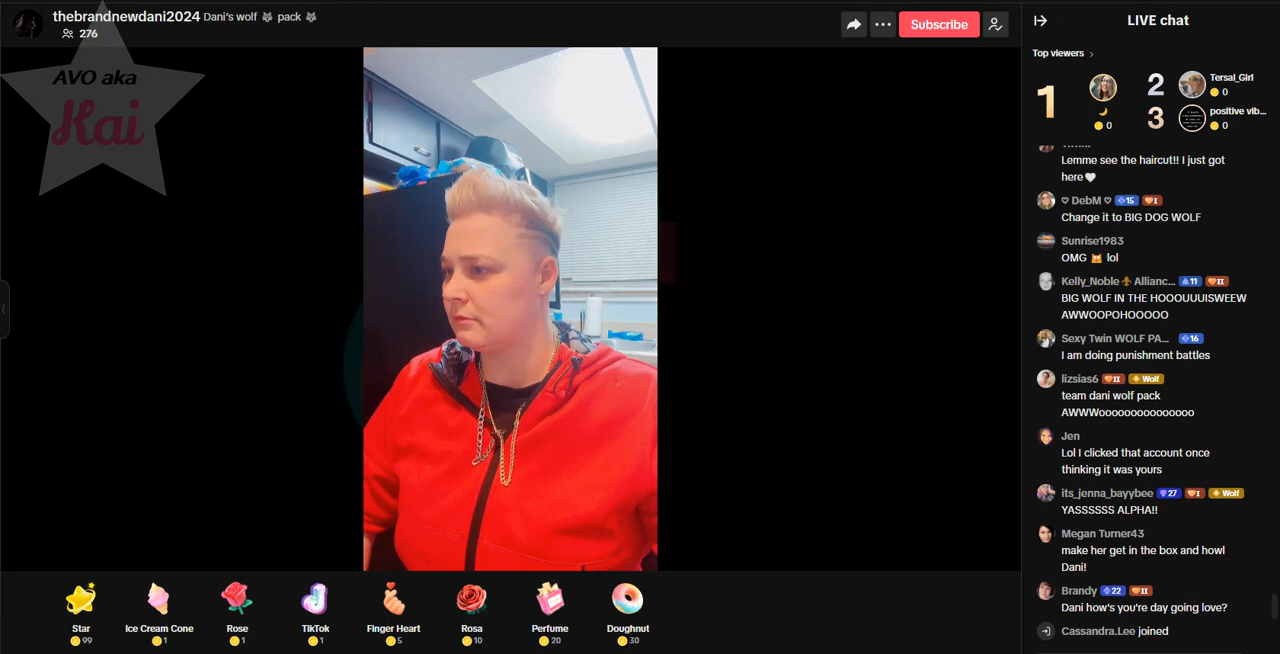 thebrandnewdani2024 Dani's wolf 🐺 pack 🐺
276
Subscribe
AVO aka
Kai
LIVE chat
Top viewers >
1
🌙
0
2
Tersal_Girl
0
3
positive vib...
0
Lemme see the haircut!! I just got
here🤍
♡ DebM ♡ 15 I
Change it to BIG DOG WOLF
Sunrise1983
OMG 🙀 lol
Kelly_Noble⚜️Allianc... 11 II
BIG WOLF IN THE HOOOUUUISWEEW
AWWOOPOHOOOOO
Sexy Twin WOLF PA... 16
I am doing punishment battles
lizsias6 II Wolf
team dani wolf pack
AWWWooooooooooooooo
Jen
Lol I clicked that account once
thinking it was yours
its_jenna_bayybee 27 I Wolf
YASSSSSS ALPHA!!
Megan Turner43
make her get in the box and howl
Dani!
Brandy 22 II
Dani how's you're day going love?
Cassandra.Lee joined
Star
99
Ice Cream Cone
1
Rose
1
TikTok
1
Finger Heart
5
Rosa
10
Perfume
20
Doughnut
30